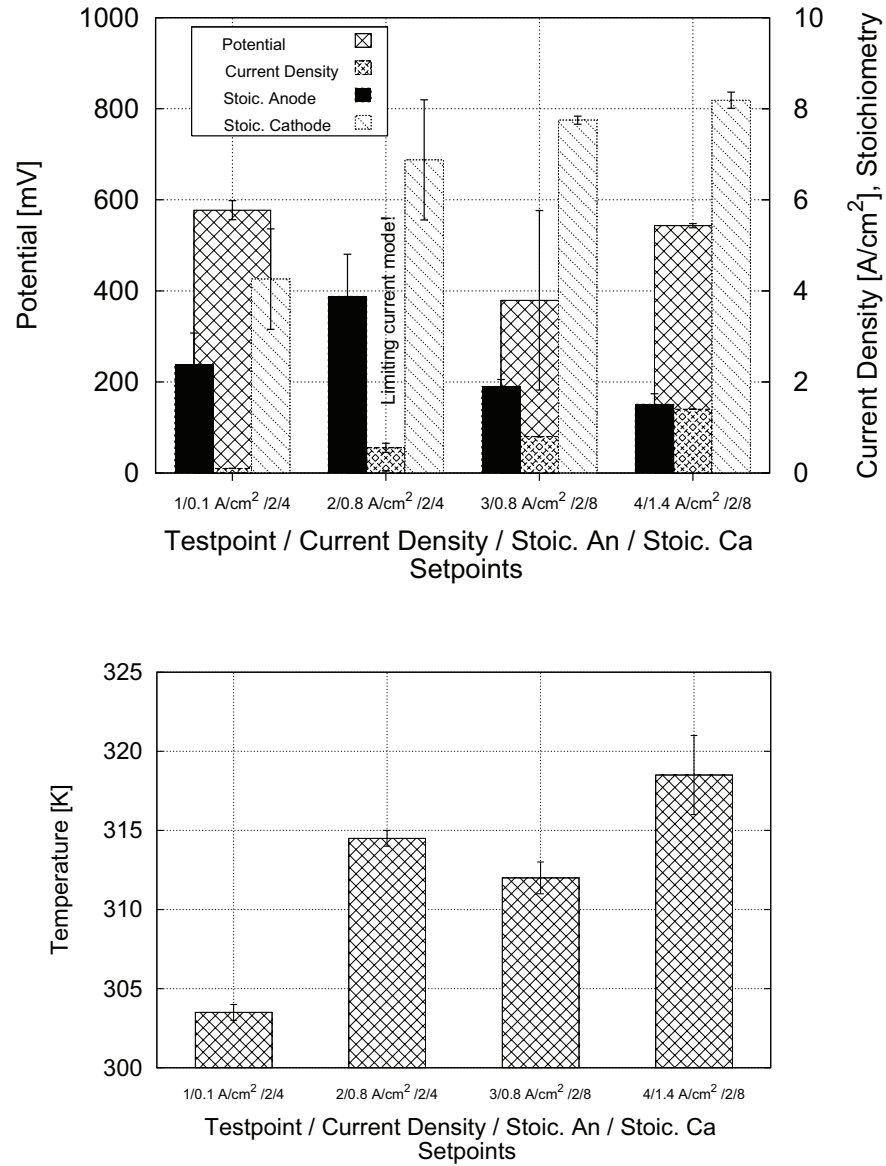 1000
800
600
400
200
0
Potential [mV]
Potential
Current Density
Stoic. Anode
Stoic. Cathode
Limiting current mode!
10
8
6
4
2
0
Current Density [A/cm²], Stoichiometry
1/0.1 A/cm² /2/4
2/0.8 A/cm² /2/4
3/0.8 A/cm² /2/8
4/1.4 A/cm² /2/8
Testpoint / Current Density / Stoic. An / Stoic. Ca
Setpoints
325
320
315
310
305
300
Temperature [K]
1/0.1 A/cm² /2/4
2/0.8 A/cm² /2/4
3/0.8 A/cm² /2/8
4/1.4 A/cm² /2/8
Testpoint / Current Density / Stoic. An / Stoic. Ca
Setpoints